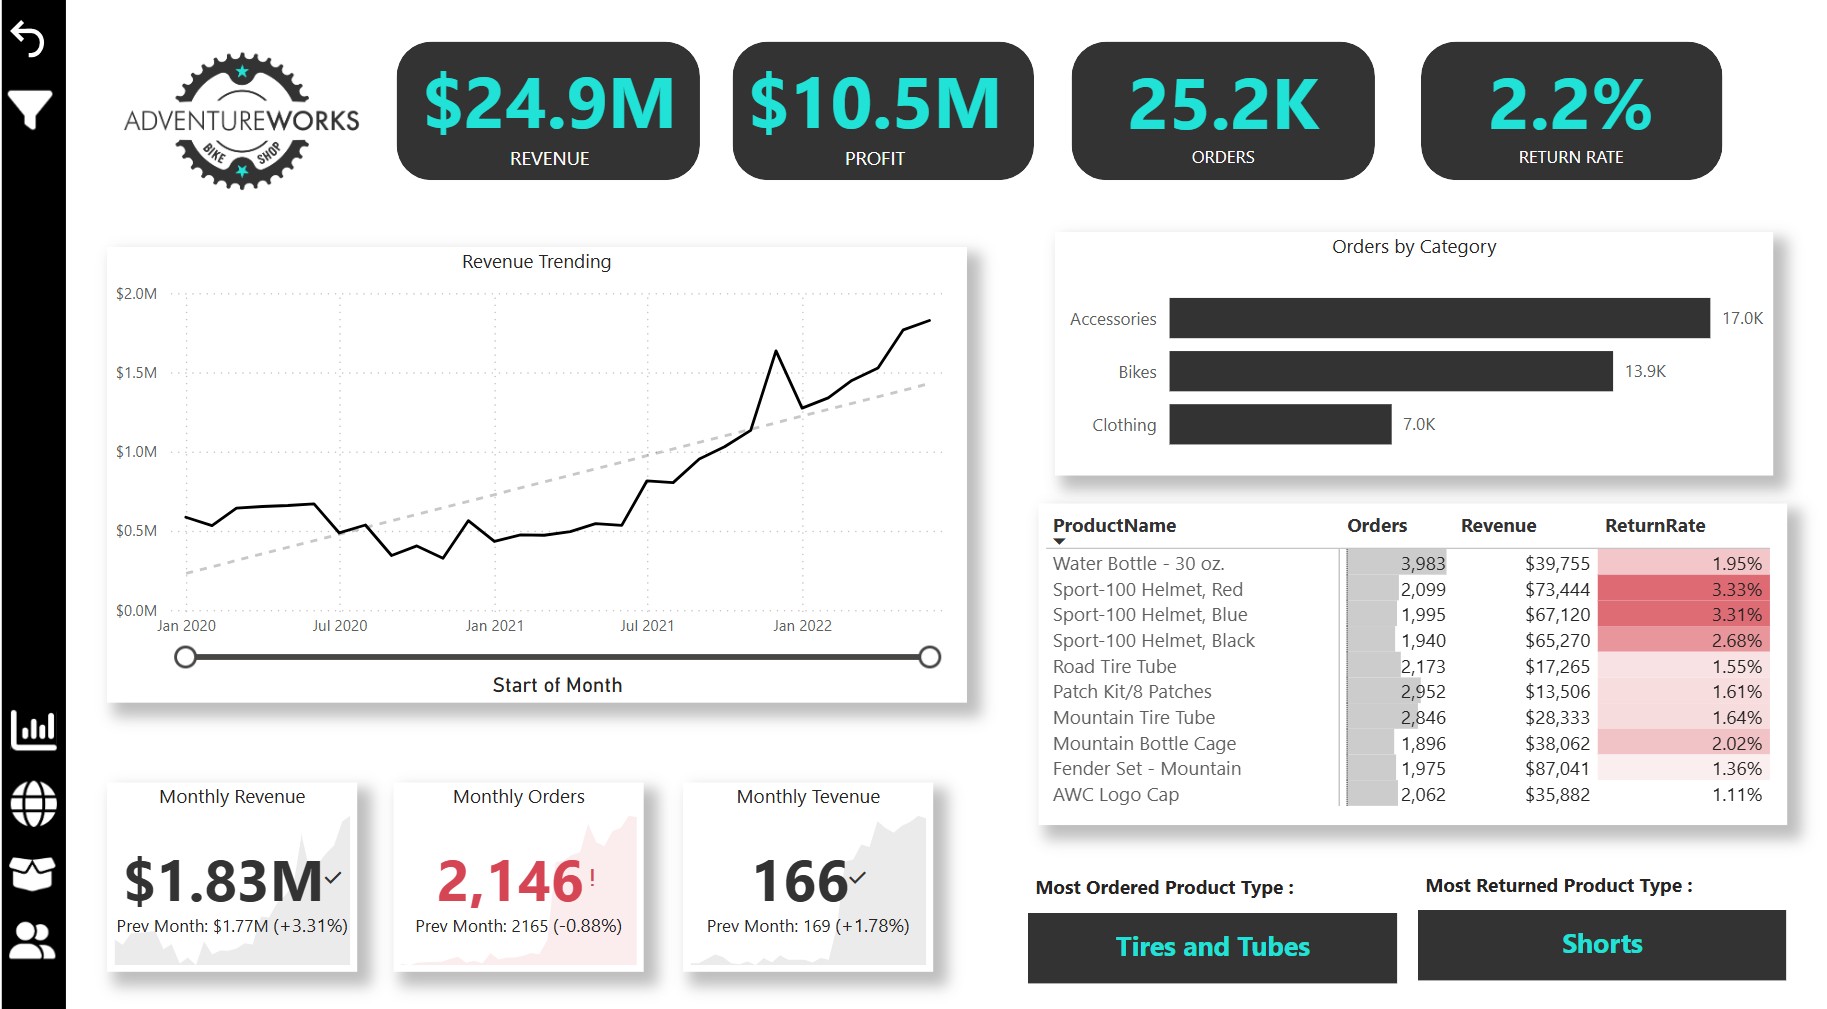 ADVENTUREWORKS
BIKE SHOP
$24.9M
REVENUE
$10.5M
PROFIT
25.2K
ORDERS
2.2%
RETURN RATE
Revenue Trending
$2.0M
$1.5M
$1.0M
$0.5M
$0.0M
Jan 2020 Jul 2020 Jan 2021 Jul 2021 Jan 2022
Start of Month
Orders by Category
Accessories 17.0K
Bikes 13.9K
Clothing 7.0K
ProductName Orders Revenue ReturnRate
Water Bottle - 30 oz. 3,983 $39,755 1.95%
Sport-100 Helmet, Red 2,099 $73,444 3.33%
Sport-100 Helmet, Blue 1,995 $67,120 3.31%
Sport-100 Helmet, Black 1,940 $65,270 2.68%
Road Tire Tube 2,173 $17,265 1.55%
Patch Kit/8 Patches 2,952 $13,506 1.61%
Mountain Tire Tube 2,846 $28,333 1.64%
Mountain Bottle Cage 1,896 $38,062 2.02%
Fender Set - Mountain 1,975 $87,041 1.36%
AWC Logo Cap 2,062 $35,882 1.11%
Monthly Revenue
$1.83M
Prev Month: $1.77M (+3.31%)
Monthly Orders
2,146!
Prev Month: 2165 (-0.88%)
Monthly Tevenue
166
Prev Month: 169 (+1.78%)
Most Ordered Product Type :
Tires and Tubes
Most Returned Product Type :
Shorts